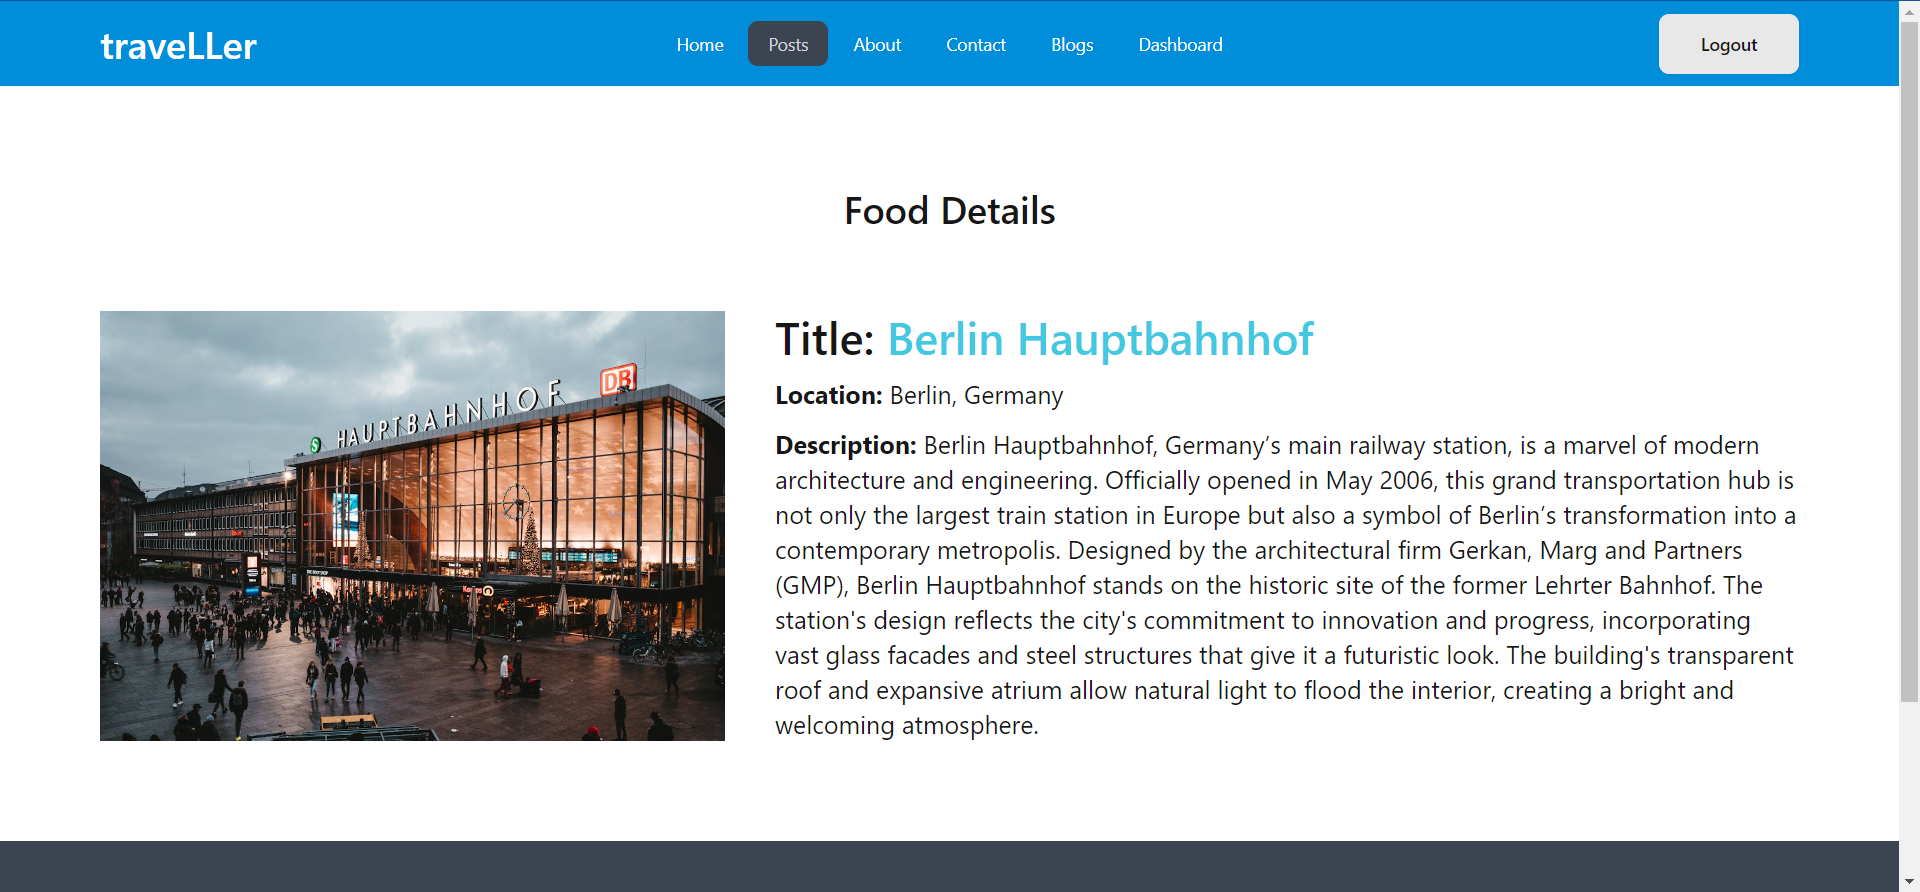 traveLLer
Home Posts About Contact Blogs Dashboard
Logout
Food Details
HAUPTBAHNHOF
DB
S
Title: Berlin Hauptbahnhof
Location: Berlin, Germany
Description: Berlin Hauptbahnhof, Germany’s main railway station, is a marvel of modern
architecture and engineering. Officially opened in May 2006, this grand transportation hub is
not only the largest train station in Europe but also a symbol of Berlin’s transformation into a
contemporary metropolis. Designed by the architectural firm Gerkan, Marg and Partners
(GMP), Berlin Hauptbahnhof stands on the historic site of the former Lehrter Bahnhof. The
station's design reflects the city's commitment to innovation and progress, incorporating
vast glass facades and steel structures that give it a futuristic look. The building's transparent
roof and expansive atrium allow natural light to flood the interior, creating a bright and
welcoming atmosphere.